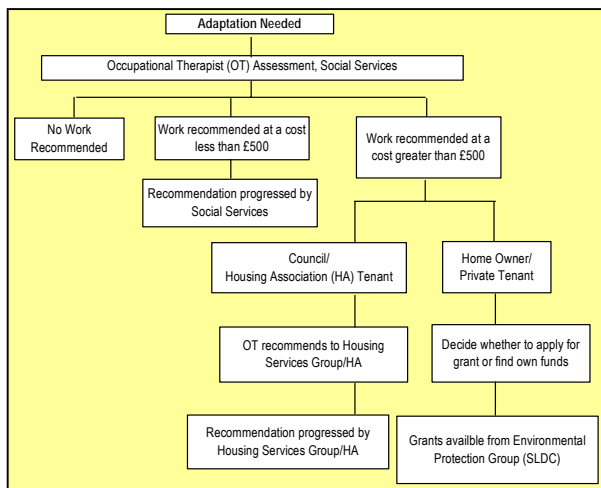 Adaptation Needed
Occupational Therapist (OT) Assessment, Social Services
No Work
Recommended
Work recommended at a cost
less than £500
Work recommended at a
cost greater than £500
Recommendation progressed by
Social Services
Council/
Housing Association (HA) Tenant
Home Owner/
Private Tenant
OT recommends to Housing
Services Group/HA
Decide whether to apply for
grant or find own funds
Recommendation progressed by
Housing Services Group/HA
Grants availble from Environmental
Protection Group (SLDC)